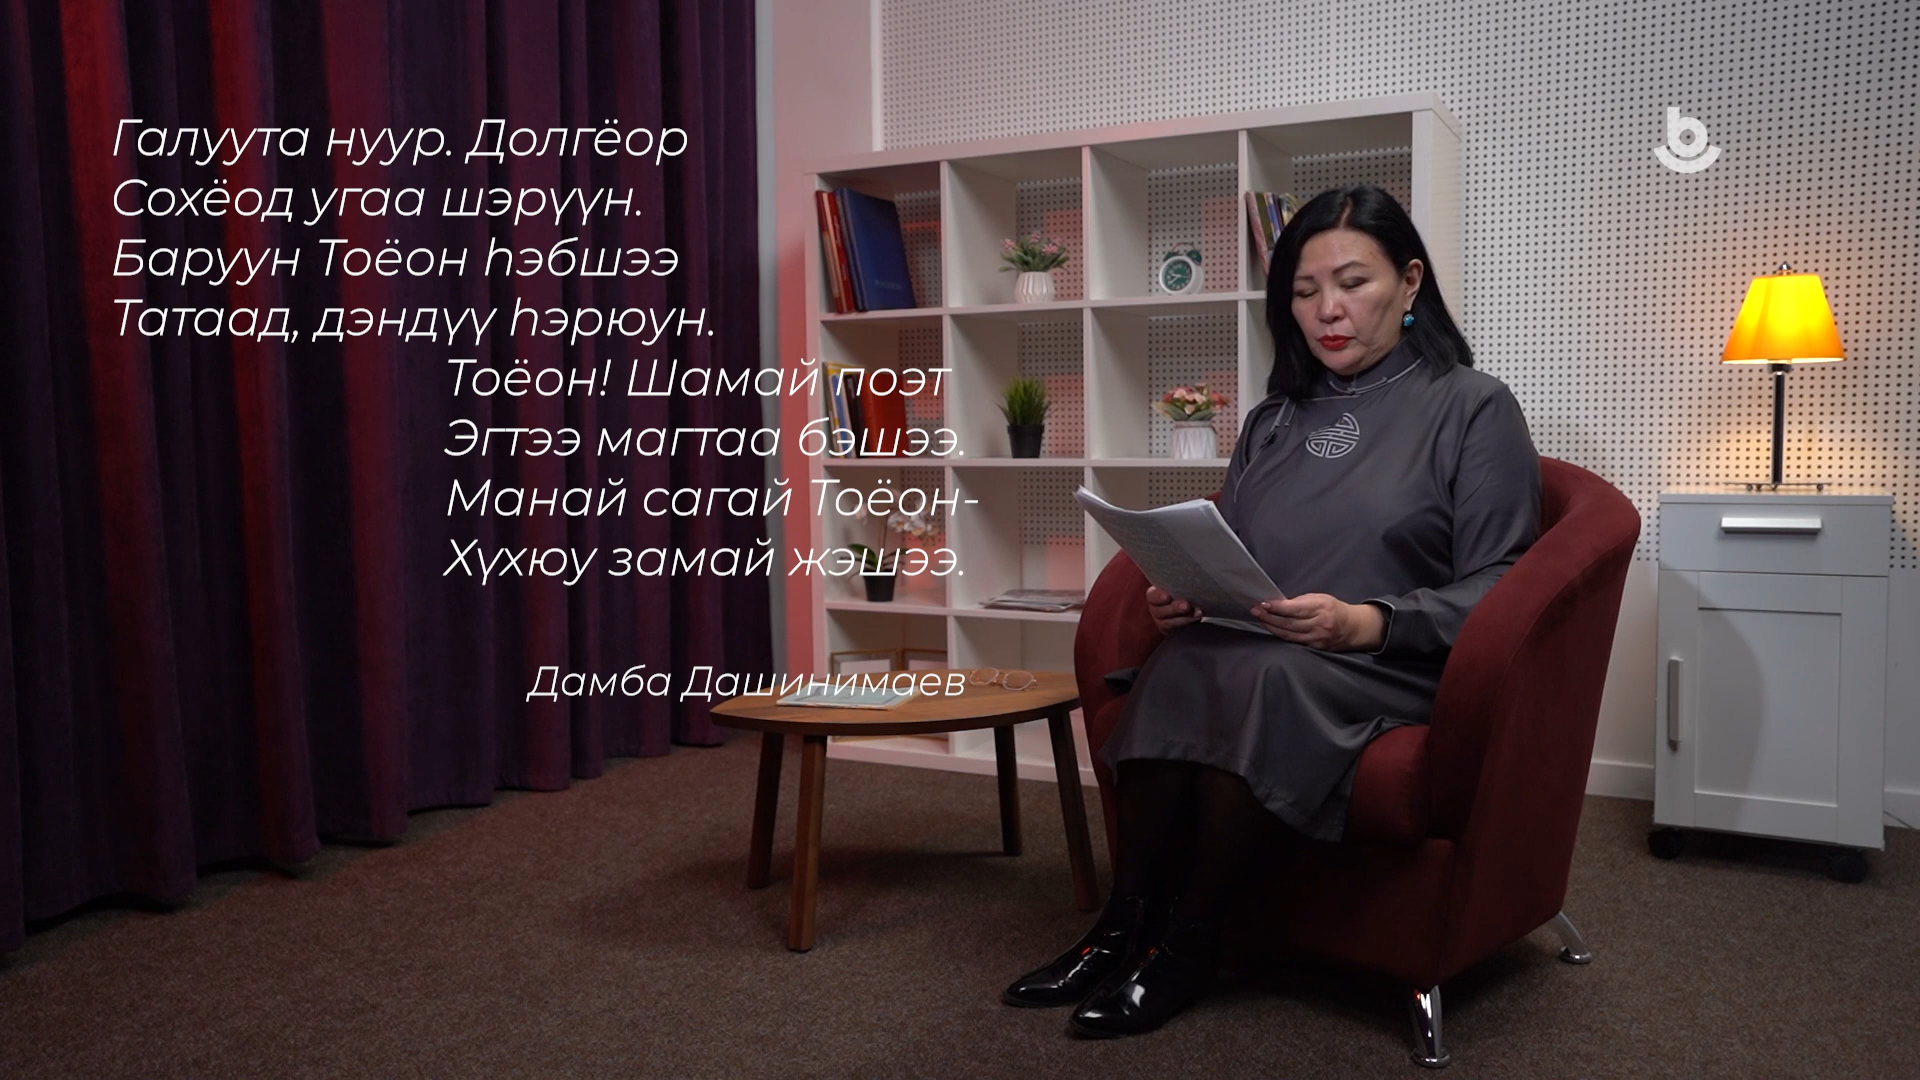 Галуута нуур. Долгёор
Сохёод угаа шэрүүн.
Баруун Тоёон һэбшээ
Татаад, дэндүү һэрюун.
Тоёон! Шамай поэт
Эгтээ магтаа бэшээ.
Манай сагай Тоёон-
Хүхюу замай жэшээ.
Дамба Дашинимаев
b